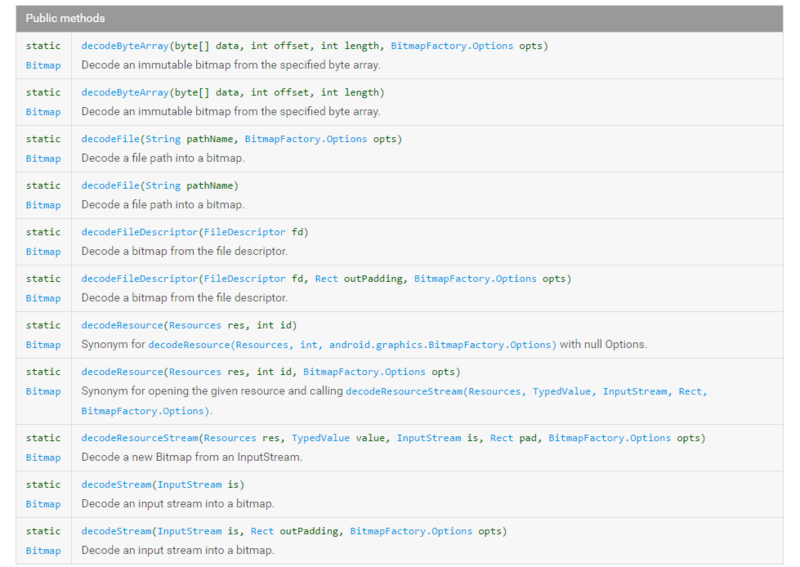 Public methods
static decodeByteArray(byte[] data, int offset, int length, BitmapFactory.Options opts)
Bitmap Decode an immutable bitmap from the specified byte array.
static decodeByteArray(byte[] data, int offset, int length)
Bitmap Decode an immutable bitmap from the specified byte array.
static decodeFile(String pathName, BitmapFactory.Options opts)
Bitmap Decode a file path into a bitmap.
static decodeFile(String pathName)
Bitmap Decode a file path into a bitmap.
static decodeFileDescriptor(FileDescriptor fd)
Bitmap Decode a bitmap from the file descriptor.
static decodeFileDescriptor(FileDescriptor fd, Rect outPadding, BitmapFactory.Options opts)
Bitmap Decode a bitmap from the file descriptor.
static decodeResource(Resources res, int id)
Bitmap Synonym for decodeResource(Resources, int, android.graphics.BitmapFactory.Options) with null Options.
static decodeResource(Resources res, int id, BitmapFactory.Options opts)
Bitmap Synonym for opening the given resource and calling decodeResourceStream(Resources, TypedValue, InputStream, Rect,
BitmapFactory.Options).
static decodeResourceStream(Resources res, TypedValue value, InputStream is, Rect pad, BitmapFactory.Options opts)
Bitmap Decode a new Bitmap from an InputStream.
static decodeStream(InputStream is)
Bitmap Decode an input stream into a bitmap.
static decodeStream(InputStream is, Rect outPadding, BitmapFactory.Options opts)
Bitmap Decode an input stream into a bitmap.